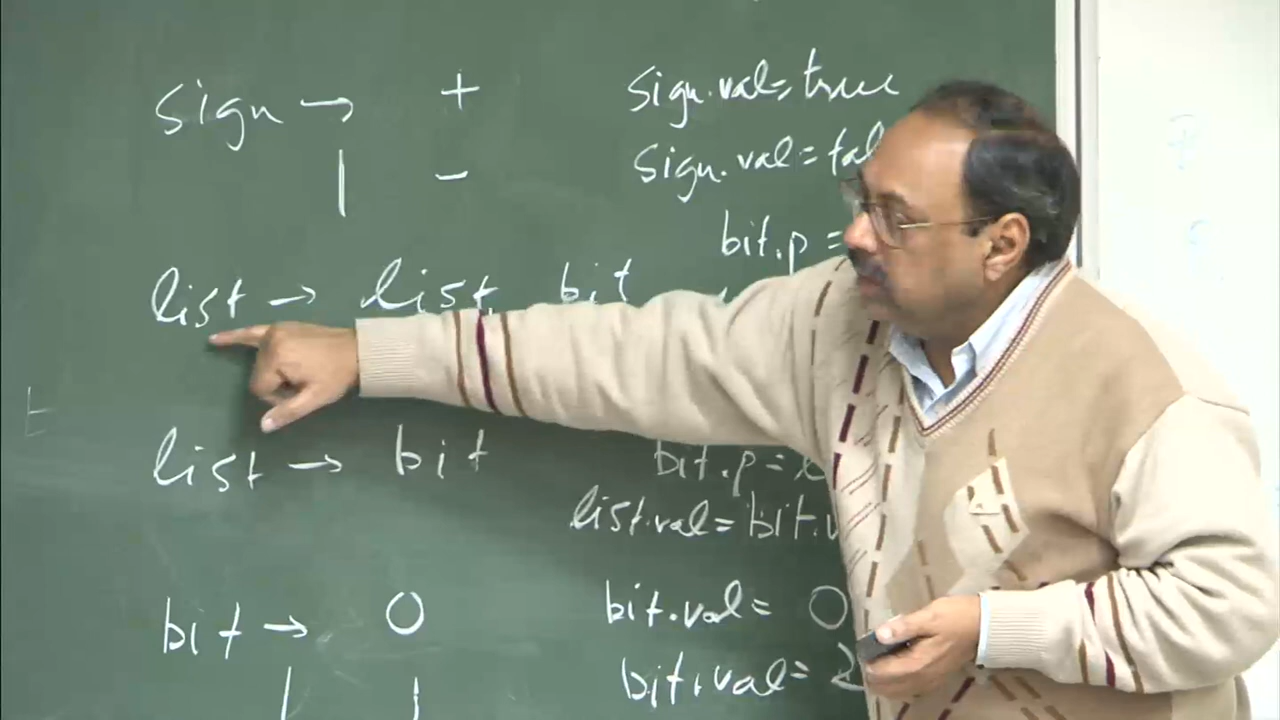 sign → + sign.val=true
| - sign.val=fal
bit.p =
list → list bit
list → bit bit.p=
list.val=bit.v
bit → 0 bit.val= 0
| 1 bit.val= 2